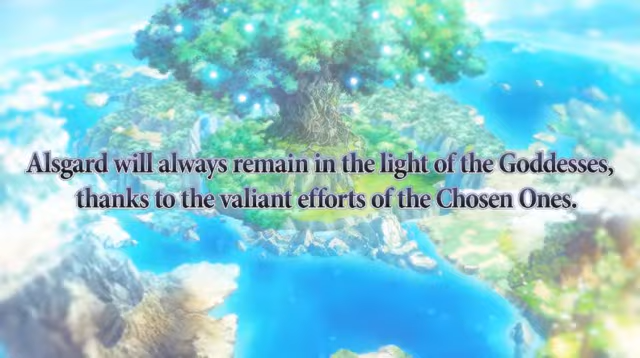 Alsgard will always remain in the light of the Goddesses,
thanks to the valiant efforts of the Chosen Ones.